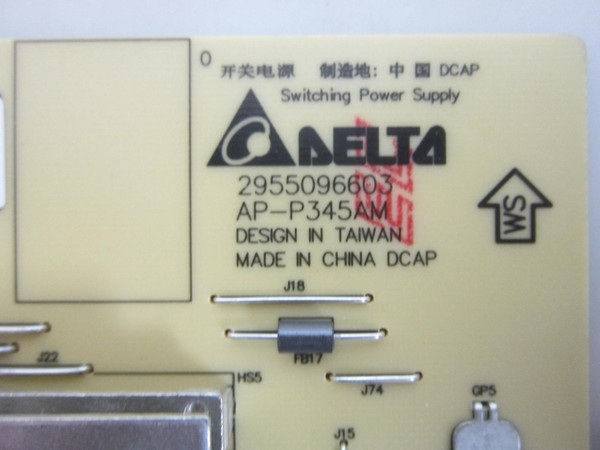 O
开关电源 制造地: 中国 DCAP
Switching Power Supply
DELTA
2955096603
AP-P345AM
DESIGN IN TAIWAN
MADE IN CHINA DCAP
WS
J18
FB17
J22
HS5
J74
GP5
J15